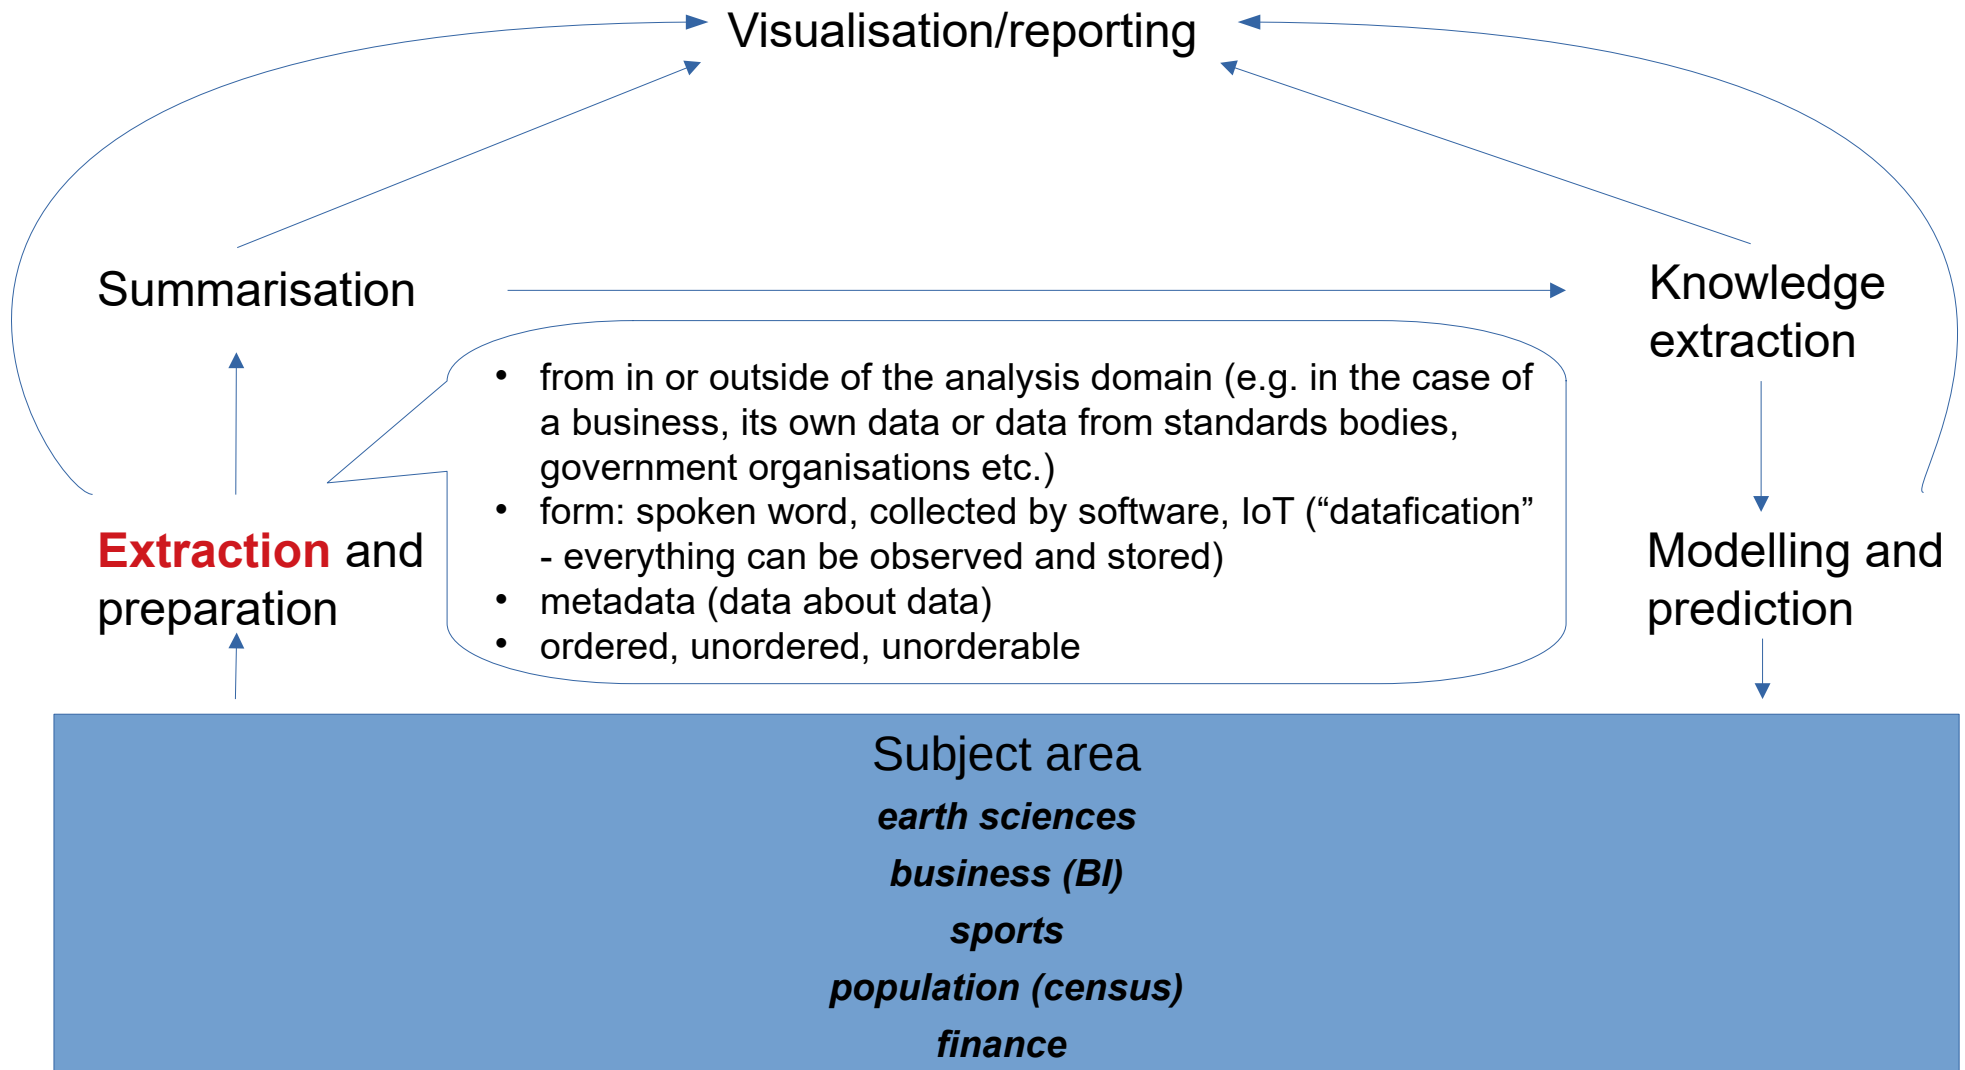 Visualisation/reporting
Summarisation
Knowledge
extraction
• from in or outside of the analysis domain (e.g. in the case of
a business, its own data or data from standards bodies,
government organisations etc.)
• form: spoken word, collected by software, IoT (“datafication”
- everything can be observed and stored)
• metadata (data about data)
• ordered, unordered, unorderable
Extraction and
preparation
Modelling and
prediction
Subject area
earth sciences
business (BI)
sports
population (census)
finance